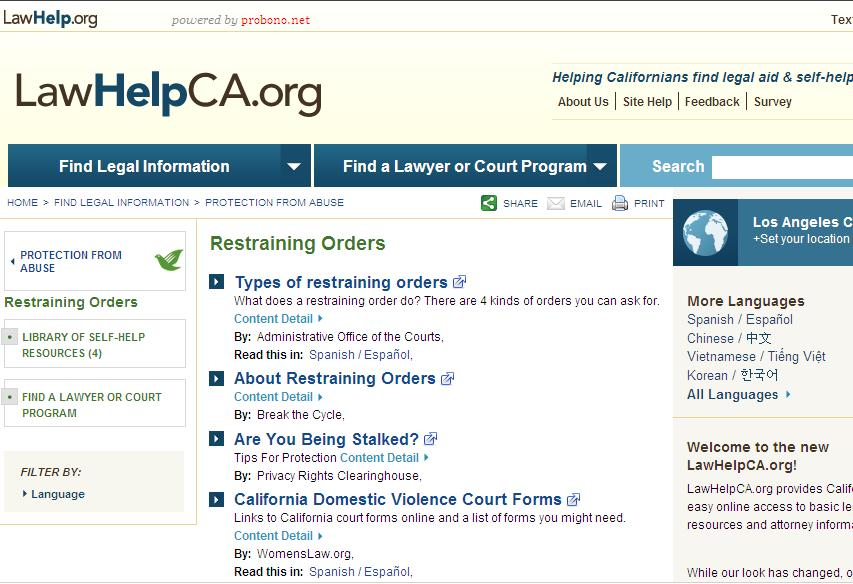 LawHelp.org
powered by probono.net
LawHelpCA.org
Helping Californians find legal aid & self-help
About Us
Site Help
Feedback
Survey
Find Legal Information
Find a Lawyer or Court Program
Search
HOME > FIND LEGAL INFORMATION > PROTECTION FROM ABUSE
SHARE
EMAIL
PRINT
PROTECTION FROM
ABUSE
Restraining Orders
LIBRARY OF SELF-HELP
RESOURCES (4)
FIND A LAWYER OR COURT
PROGRAM
FILTER BY:
Language
Restraining Orders
Types of restraining orders
What does a restraining order do? There are 4 kinds of orders you can ask for.
Content Detail
By: Administrative Office of the Courts,
Read this in: Spanish / Español,
About Restraining Orders
Content Detail
By: Break the Cycle,
Are You Being Stalked?
Tips For Protection Content Detail
By: Privacy Rights Clearinghouse,
California Domestic Violence Court Forms
Links to California court forms online and a list of forms you might need.
Content Detail
By: WomensLaw.org,
Read this in: Spanish / Español,
Los Angeles C
+Set your location
More Languages
Spanish / Español
Chinese / 中文
Vietnamese / Tiếng Việt
Korean / 한국어
All Languages
Welcome to the new
LawHelpCA.org!
LawHelpCA.org provides Calif
easy online access to basic le
resources and attorney informa
While our look has changed, o